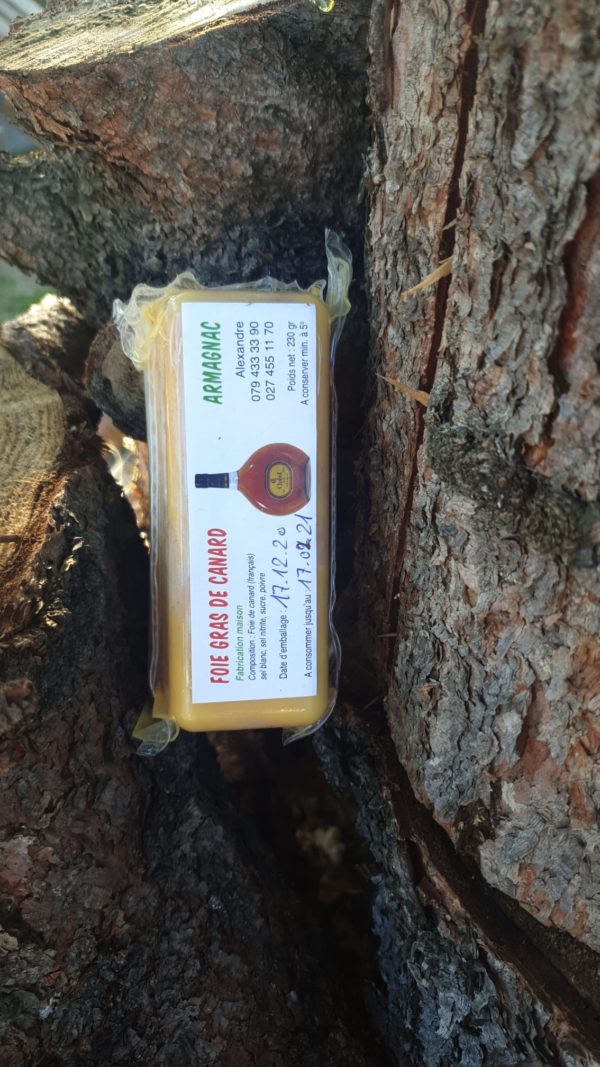 FOIE GRAS DE CANARD
Fabrication maison
Composition : Foie de canard (français)
sel blanc, sel nitrite, sucre, poivre
Date d'emballage : 17.12.20
A consommer jusqu'au 17.02.21
ARMAGNAC
Alexandre
079 433 33 90
027 455 11 70
Poids net : 230 gr
A conserver min. à 5°